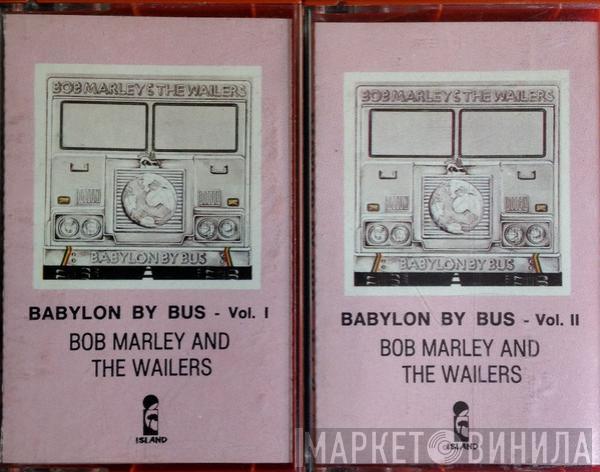 BOB MARLEY & THE WAILERS
BABYLON BY BUS
BABYLON BY BUS - Vol. I
BOB MARLEY AND
THE WAILERS
ISLAND
BOB MARLEY & THE WAILERS
BABYLON BY BUS
BABYLON BY BUS - Vol. II
BOB MARLEY AND
THE WAILERS
ISLAND
МАРКЕТ ВИНИЛА